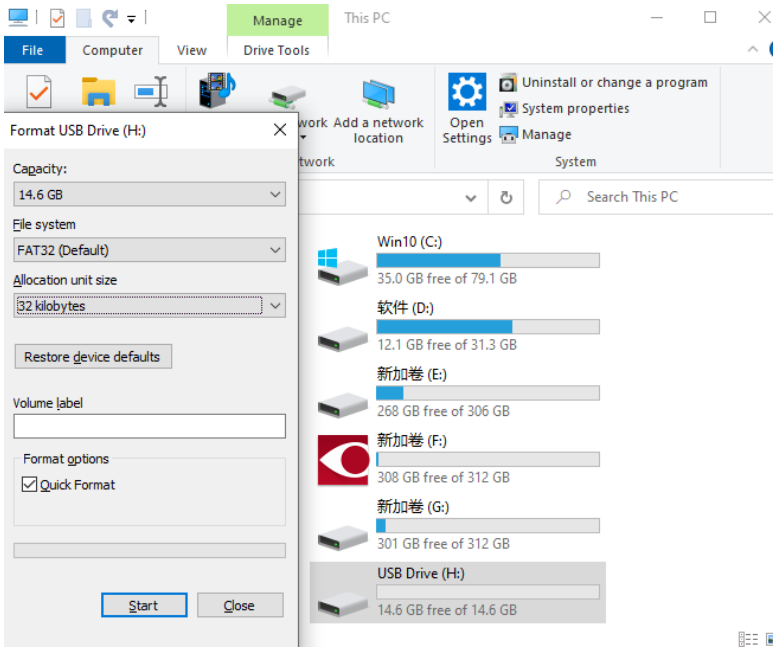 Manage
This PC
File
Computer
View
Drive Tools
Uninstall or change a program
System properties
Manage
Open
Settings
System
work
Add a network
location
twork
Search This PC
Format USB Drive (H:)
Capacity:
14.6 GB
File system
FAT32 (Default)
Allocation unit size
32 kilobytes
Restore device defaults
Volume label
Format options
Quick Format
Start
Close
Win10 (C:)
35.0 GB free of 79.1 GB
软件 (D:)
12.1 GB free of 31.3 GB
新加卷 (E:)
268 GB free of 306 GB
新加卷 (F:)
308 GB free of 312 GB
新加卷 (G:)
301 GB free of 312 GB
USB Drive (H:)
14.6 GB free of 14.6 GB